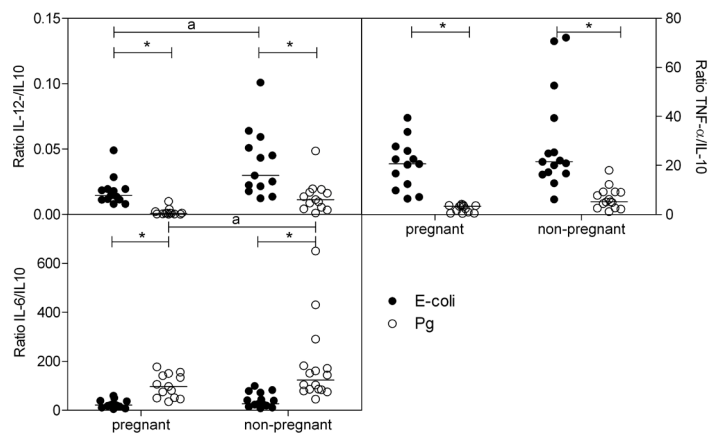 a
0.15
* *
0.10
0.05
0.00
Ratio IL-12-/IL10
* *
80
60
40
20
0
Ratio TNF-α/IL-10
pregnant non-pregnant
a
* *
600
400
200
0
Ratio IL-6/IL10
pregnant non-pregnant
E-coli
Pg